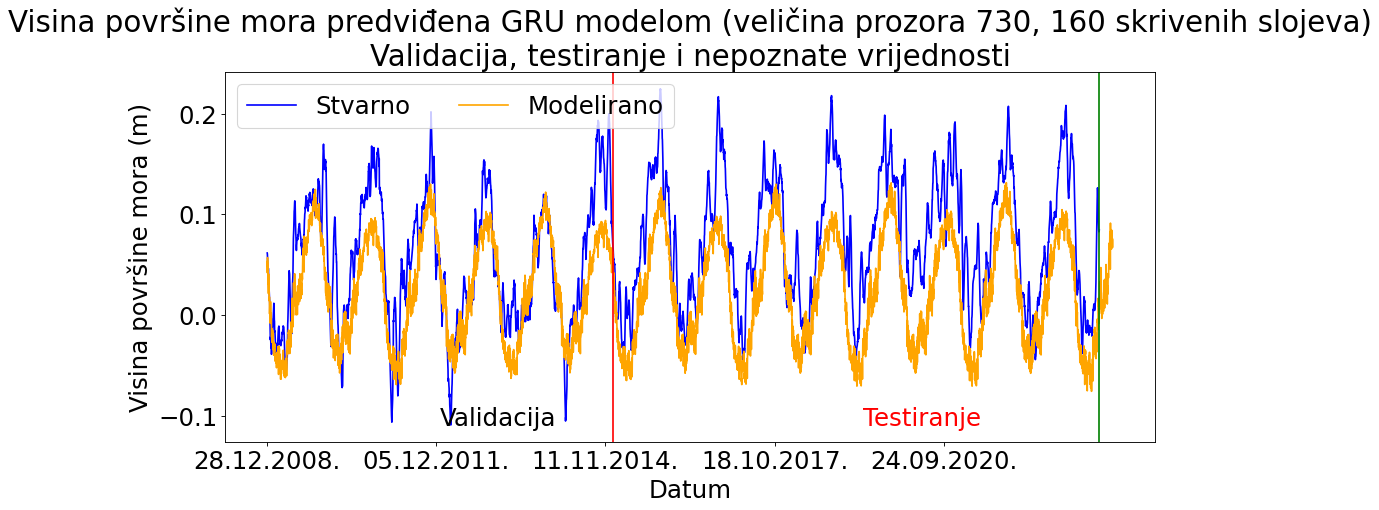 Visina površine mora predviđena GRU modelom (veličina prozora 730, 160 skrivenih slojeva)
Validacija, testiranje i nepoznate vrijednosti
Stvarno Modelirano
Visina površine mora (m)
0.2
0.1
0.0
−0.1
Validacija
Testiranje
28.12.2008. 05.12.2011. 11.11.2014. 18.10.2017. 24.09.2020.
Datum